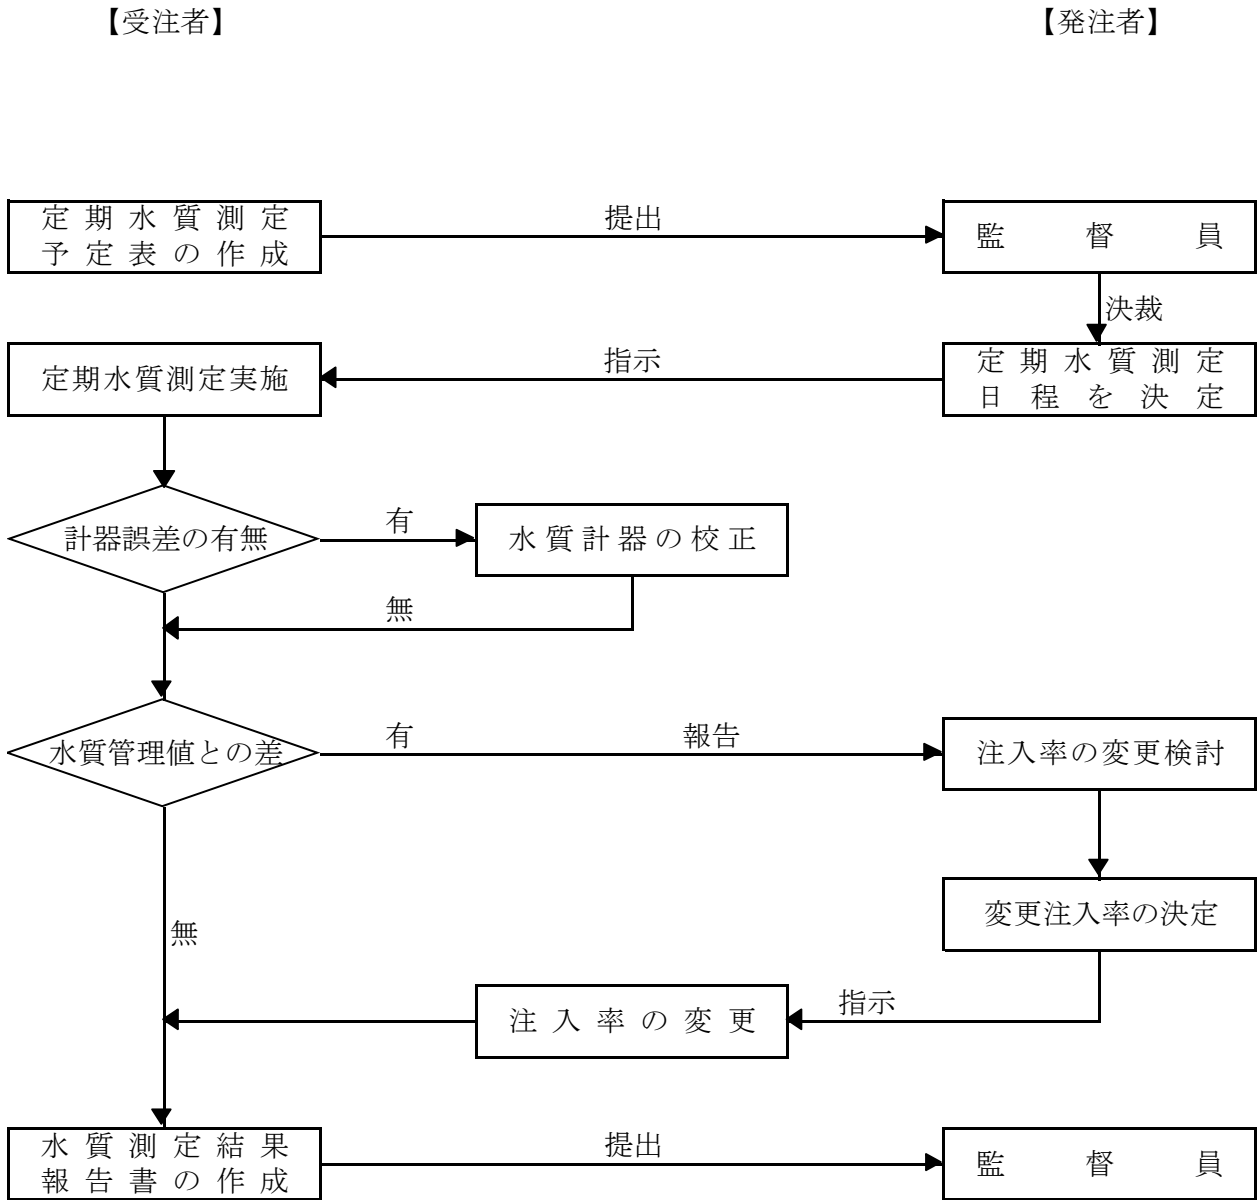 【受注者】
【発注者】
定期水質測定
予定表の作成
提出
監督員
決裁
定期水質測定
日程を決定
指示
定期水質測定実施
計器誤差の有無
有
水質計器の校正
無
水質管理値との差
有
報告
注入率の変更検討
変更注入率の決定
無
指示
注入率の変更
水質測定結果
報告書の作成
提出
監督員